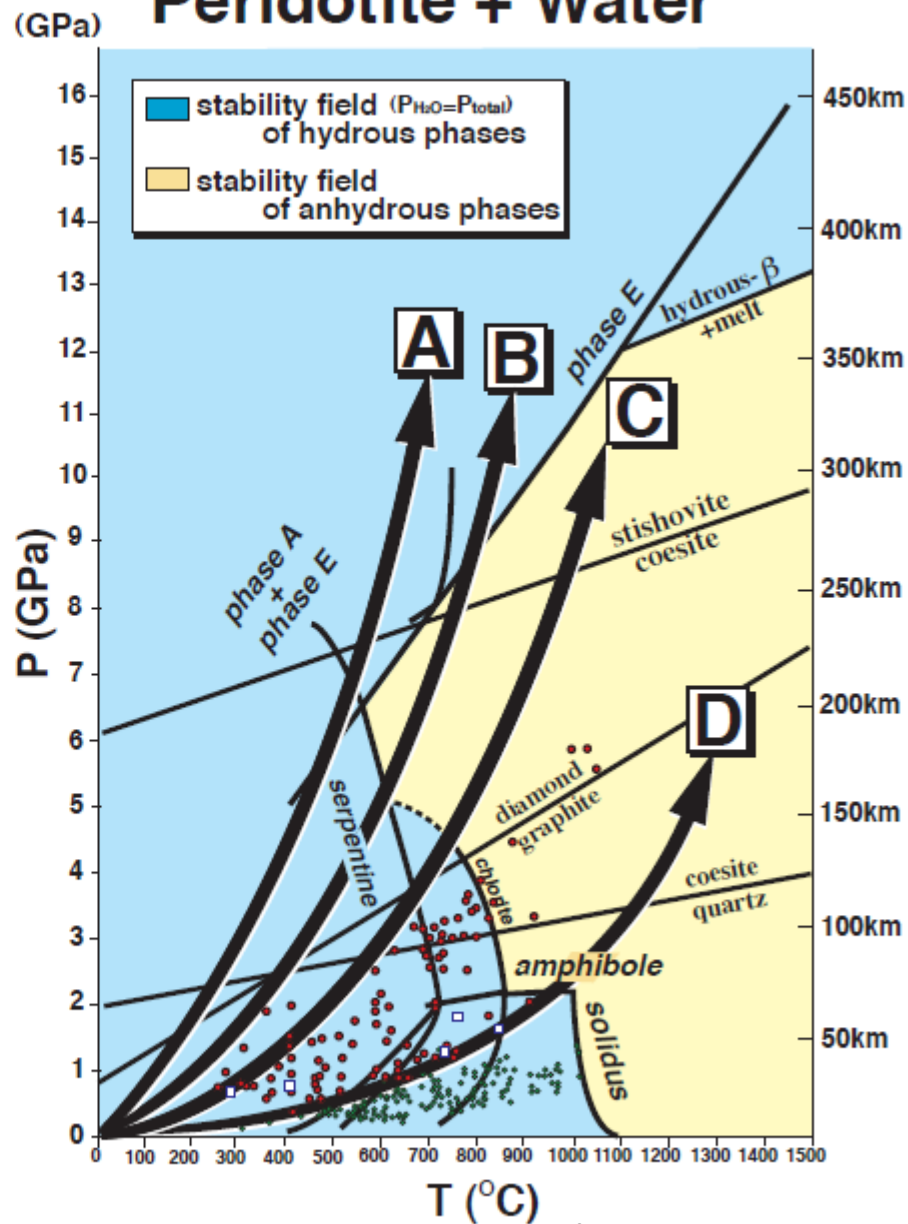 (GPa)
Peridotite + Water
stability field (PH₂O=Ptotal)
of hydrous phases
stability field
of anhydrous phases
16
15
14
13
12
11
10
9
8
7
6
5
4
3
2
1
0
P (GPa)
450km
400km
350km
300km
250km
200km
150km
100km
50km
A
B
C
D
phase E
hydrous-β
+melt
stishovite
coesite
phase A
+
phase E
diamond
graphite
serpentine
chlorite
coesite
quartz
amphibole
solidus
0 100 200 300 400 500 600 700 800 900 1000 1100 1200 1300 1400 1500
T (°C)